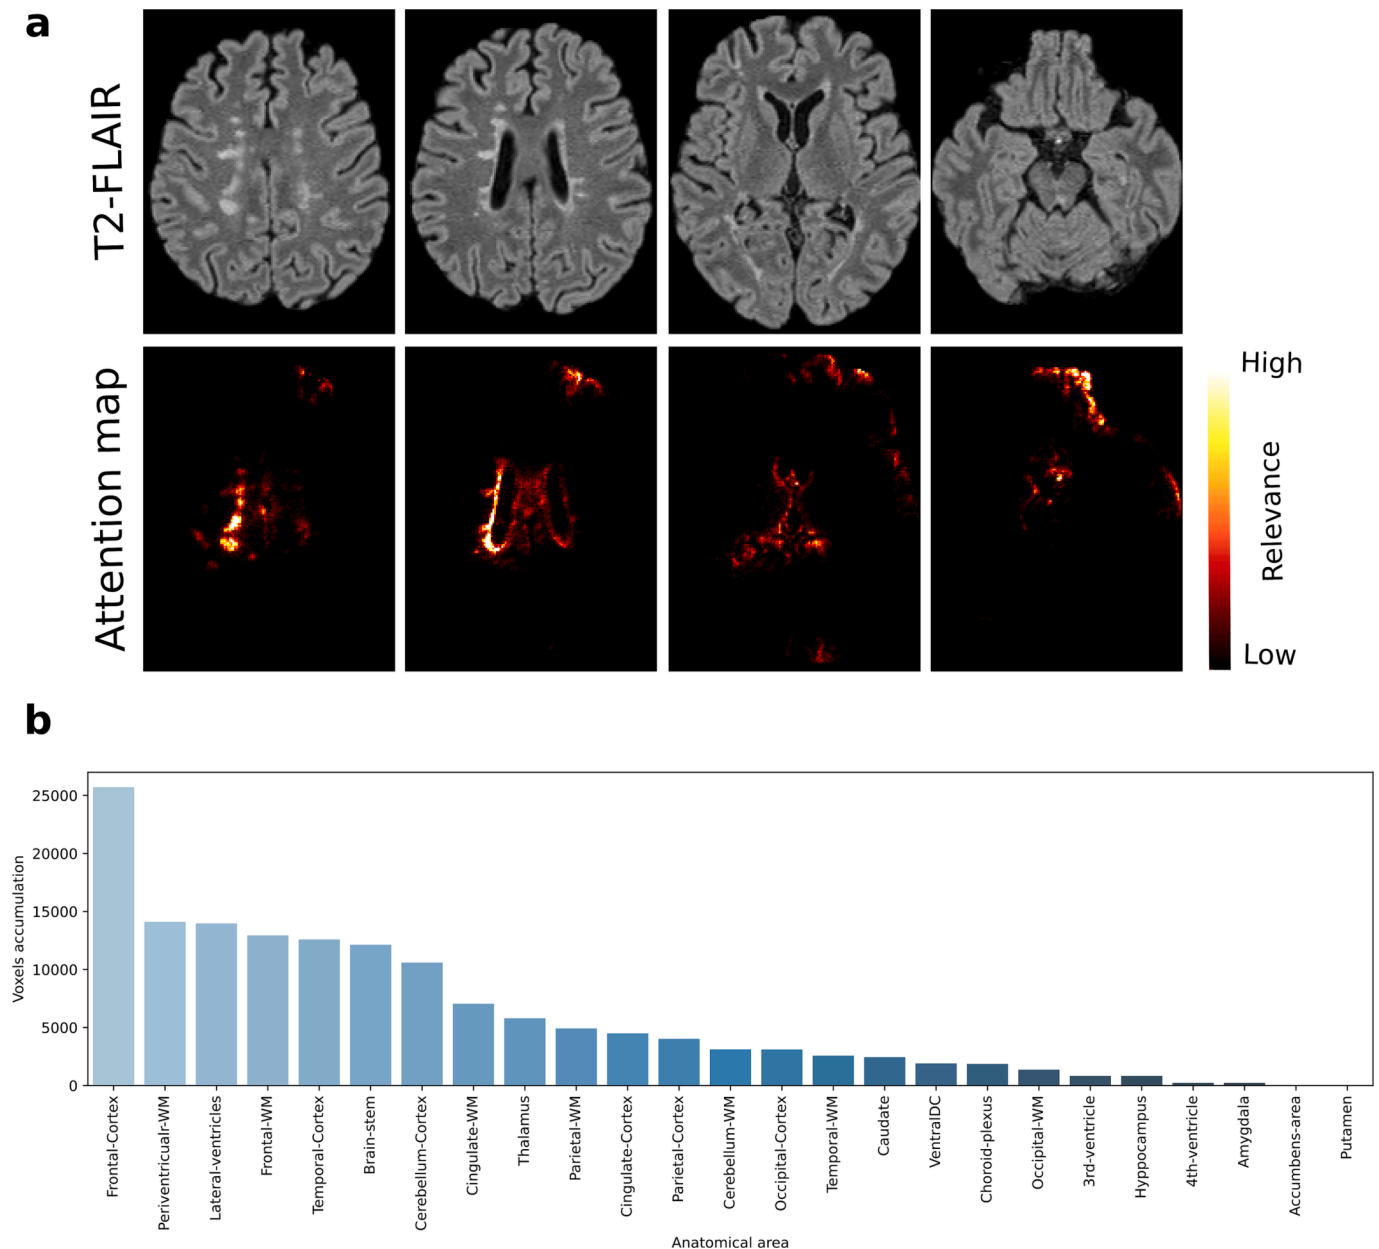 a
T2-FLAIR
Attention map
High
Relevance
Low
b
Voxels accumulation
25000
20000
15000
10000
5000
0
Frontal-Cortex
Periventricualr-WM
Lateral-ventricles
Frontal-WM
Temporal-Cortex
Brain-stem
Cerebellum-Cortex
Cingulate-WM
Thalamus
Parietal-WM
Cingulate-Cortex
Parietal-Cortex
Cerebellum-WM
Occipital-Cortex
Temporal-WM
Caudate
VentralDC
Choroid-plexus
Occipital-WM
3rd-ventricle
Hyppocampus
4th-ventricle
Amygdala
Accumbens-area
Putamen
Anatomical area